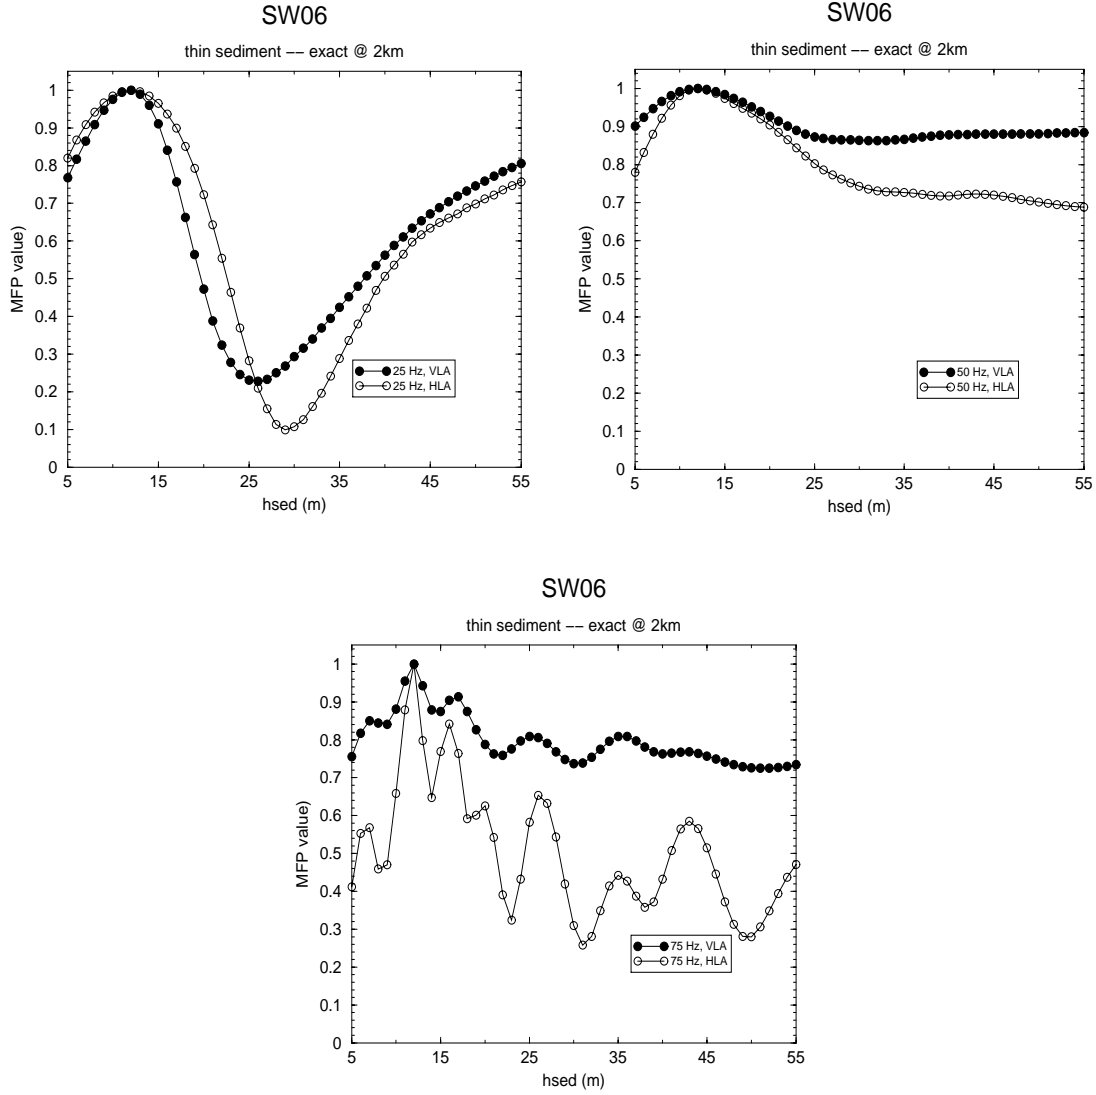 SW06
thin sediment −− exact @ 2km
1
0.9
0.8
0.7
0.6
0.5
0.4
0.3
0.2
0.1
0
MFP value)
25 Hz, VLA
25 Hz, HLA
5
15
25
35
45
55
hsed (m)
SW06
thin sediment −− exact @ 2km
1
0.9
0.8
0.7
0.6
0.5
0.4
0.3
0.2
0.1
0
MFP value)
50 Hz, VLA
50 Hz, HLA
5
15
25
35
45
55
hsed (m)
SW06
thin sediment −− exact @ 2km
1
0.9
0.8
0.7
0.6
0.5
0.4
0.3
0.2
0.1
0
MFP value)
75 Hz, VLA
75 Hz, HLA
5
15
25
35
45
55
hsed (m)